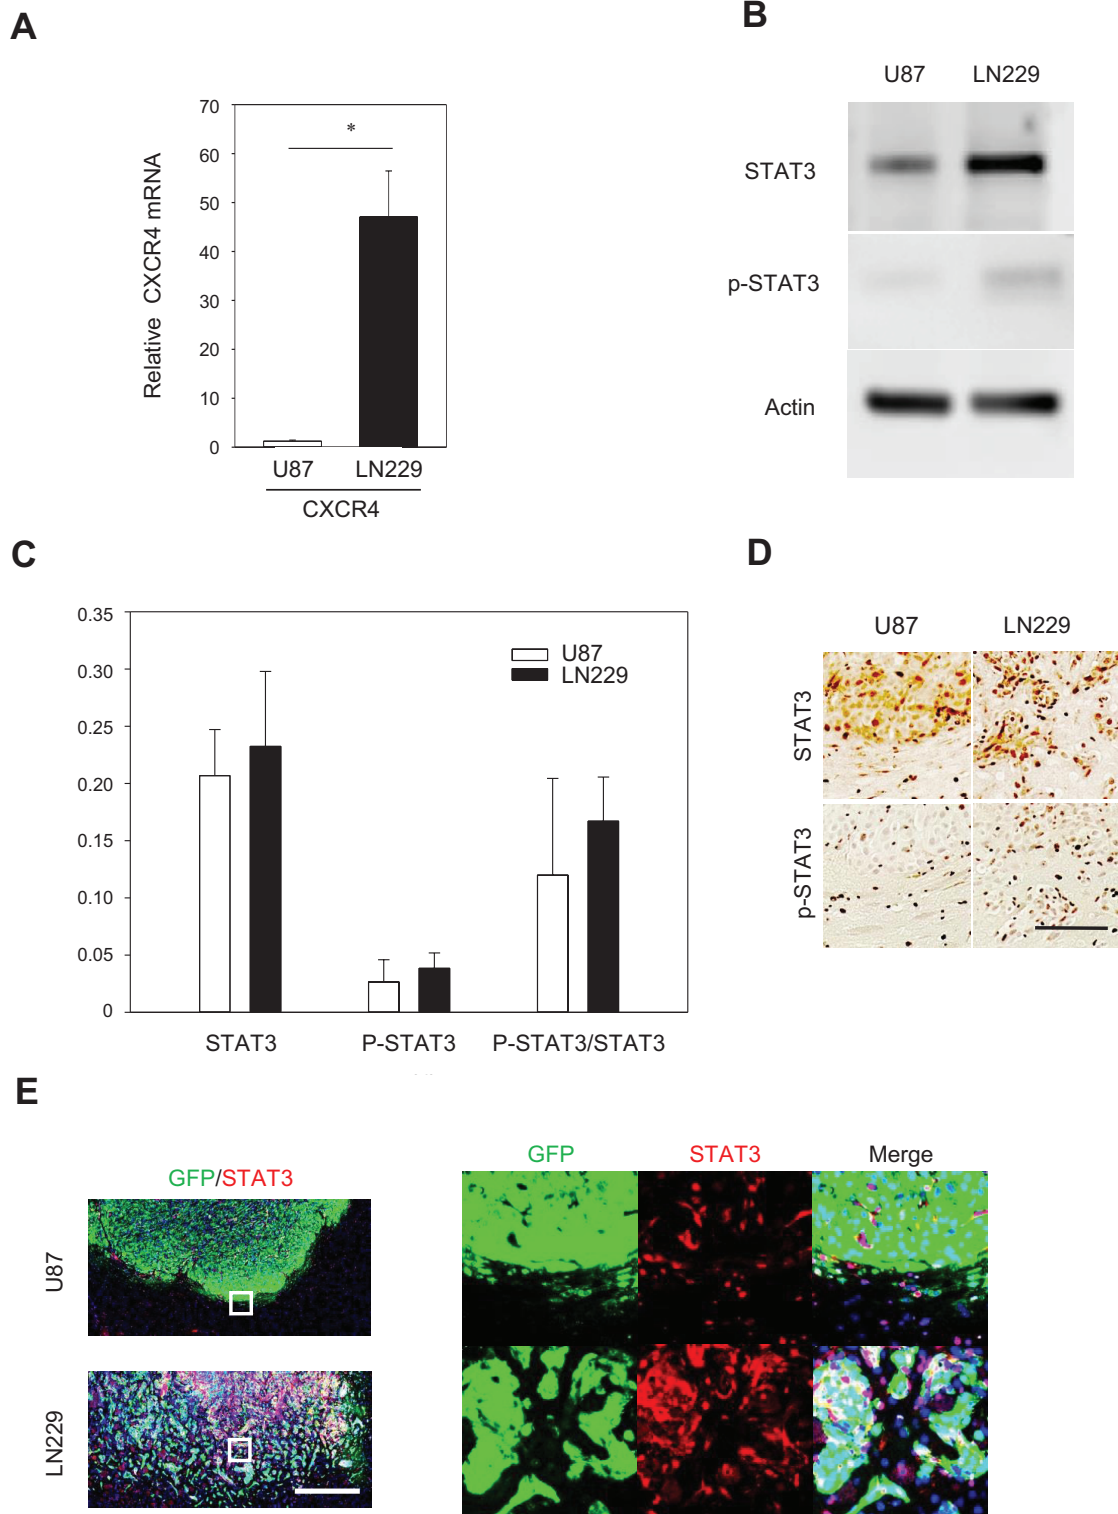 A
70
60
50
40
30
20
10
0
Relative CXCR4 mRNA
*
U87 LN229
CXCR4
B
U87 LN229
STAT3
p-STAT3
Actin
C
0.35
0.30
0.25
0.20
0.15
0.10
0.05
0
U87
LN229
STAT3 P-STAT3 P-STAT3/STAT3
D
U87 LN229
STAT3
p-STAT3
E
GFP/STAT3
GFP STAT3 Merge
U87
LN229